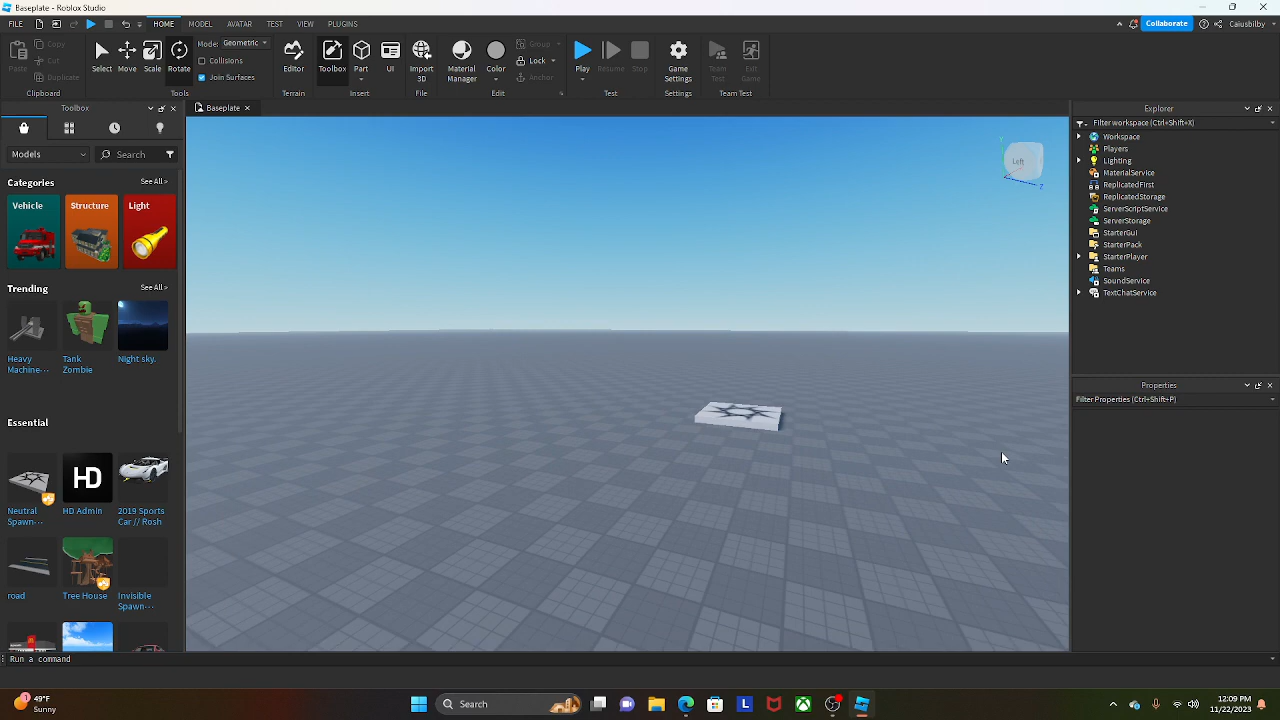 Baseplate - Roblox Studio
FILE HOME MODEL AVATAR TEST VIEW PLUGINS Collaborate Caiusbilby
Paste Copy Cut Duplicate Clipboard
Select Move Scale Rotate Mode: Geometric Collisions Join Surfaces Tools
Editor Terrain
Toolbox Part UI Insert
Import 3D File
Material Manager Color Group Lock Anchor Edit
Play Resume Stop Test
Game Settings Settings
Team Test Exit Game Team Test
Toolbox
Models Search
Categories See All >
Vehicle Structure Light
Trending See All >
Heavy Machine...
Tank Zombie
Night sky.
Essential
Neutral Spawn...
HD
HD Admin
2019 Sports Car // Rosh
road
Tree House
Invisible Spawn...
Baseplate
Left
Y
Z
Explorer
Filter workspace (Ctrl+Shift+X)
Workspace
Players
Lighting
MaterialService
ReplicatedFirst
ReplicatedStorage
ServerScriptService
ServerStorage
StarterGui
StarterPack
StarterPlayer
Teams
SoundService
TextChatService
Properties
Filter Properties (Ctrl+Shift+P)
Run a command
1
49°F
Sunny
Search
L
12:09 PM
11/22/2023